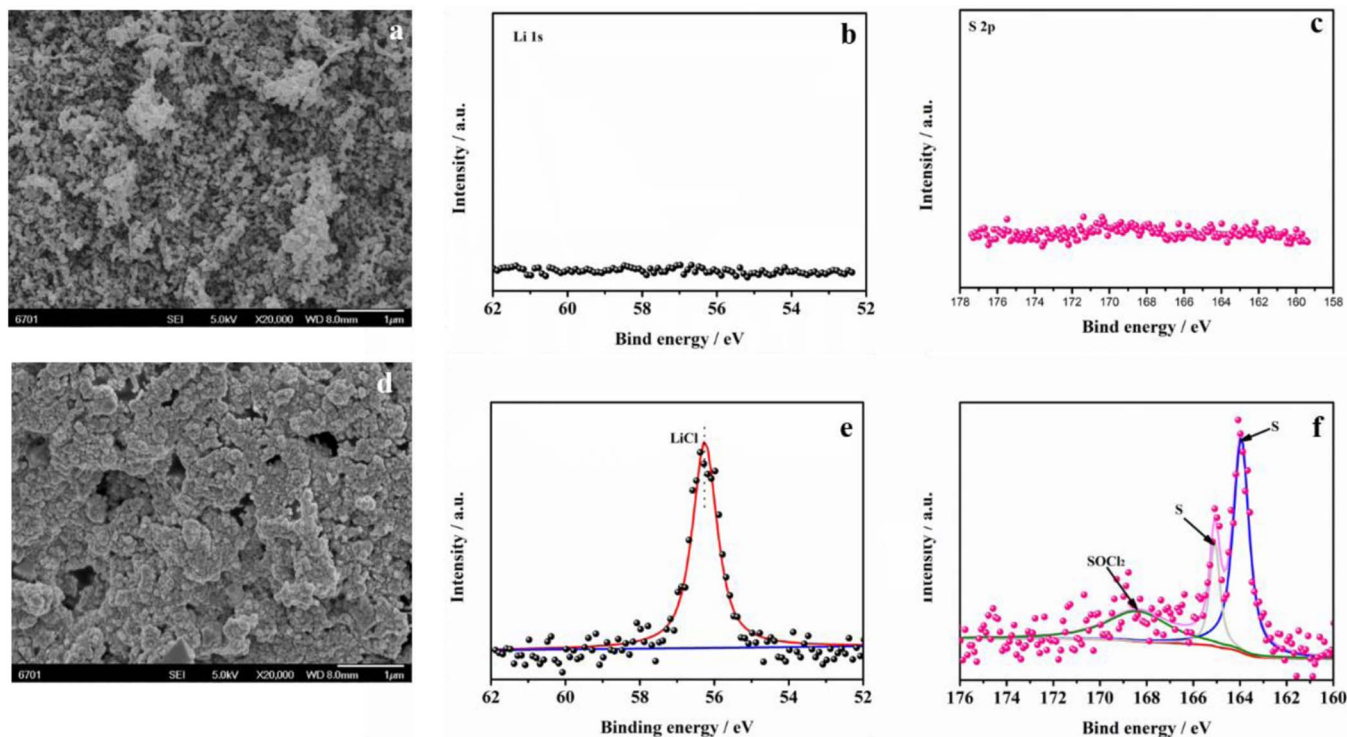 a
6701 SEI 5.0kV X20,000 WD 8.0mm 1μm
b
Li 1s
Intensity / a.u.
62 60 58 56 54 52
Bind energy / eV
c
S 2p
Intensity / a.u.
178 176 174 172 170 168 166 164 162 160 158
Bind energy / eV
d
6701 SEI 5.0kV X20,000 WD 8.0mm 1μm
e
LiCl
Intensity / a.u.
62 60 58 56 54 52
Binding energy / eV
f
S
S
SOCl₂
Intensity / a.u.
176 174 172 170 168 166 164 162 160
Bind energy / eV